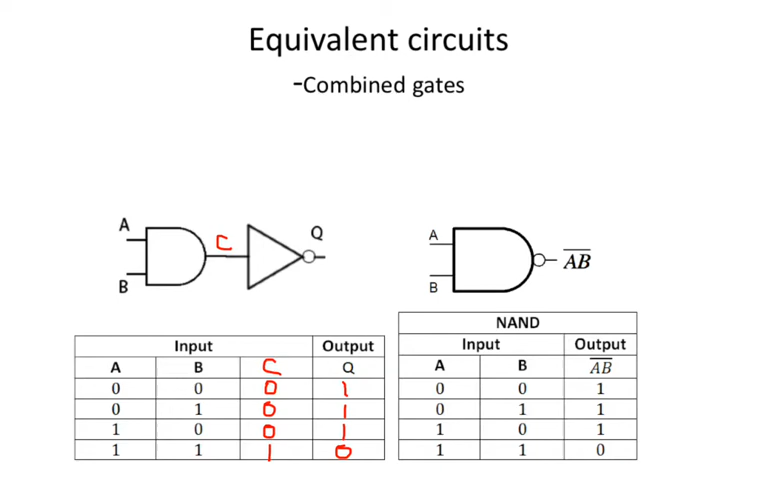 Equivalent circuits
-Combined gates
A
B
C
Q
A
B
AB
Input Output
A B C Q
0 0 0 1
0 1 0 1
1 0 0 1
1 1 1 0
NAND
Input Output
A B AB
0 0 1
0 1 1
1 0 1
1 1 0